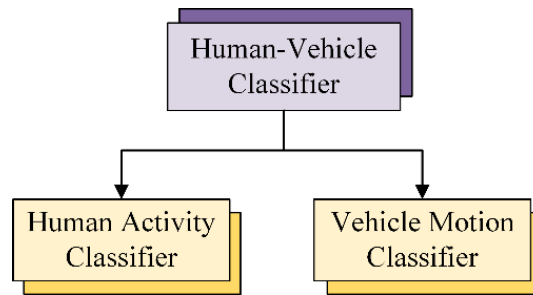 Human-Vehicle
Classifier
Human Activity
Classifier
Vehicle Motion
Classifier